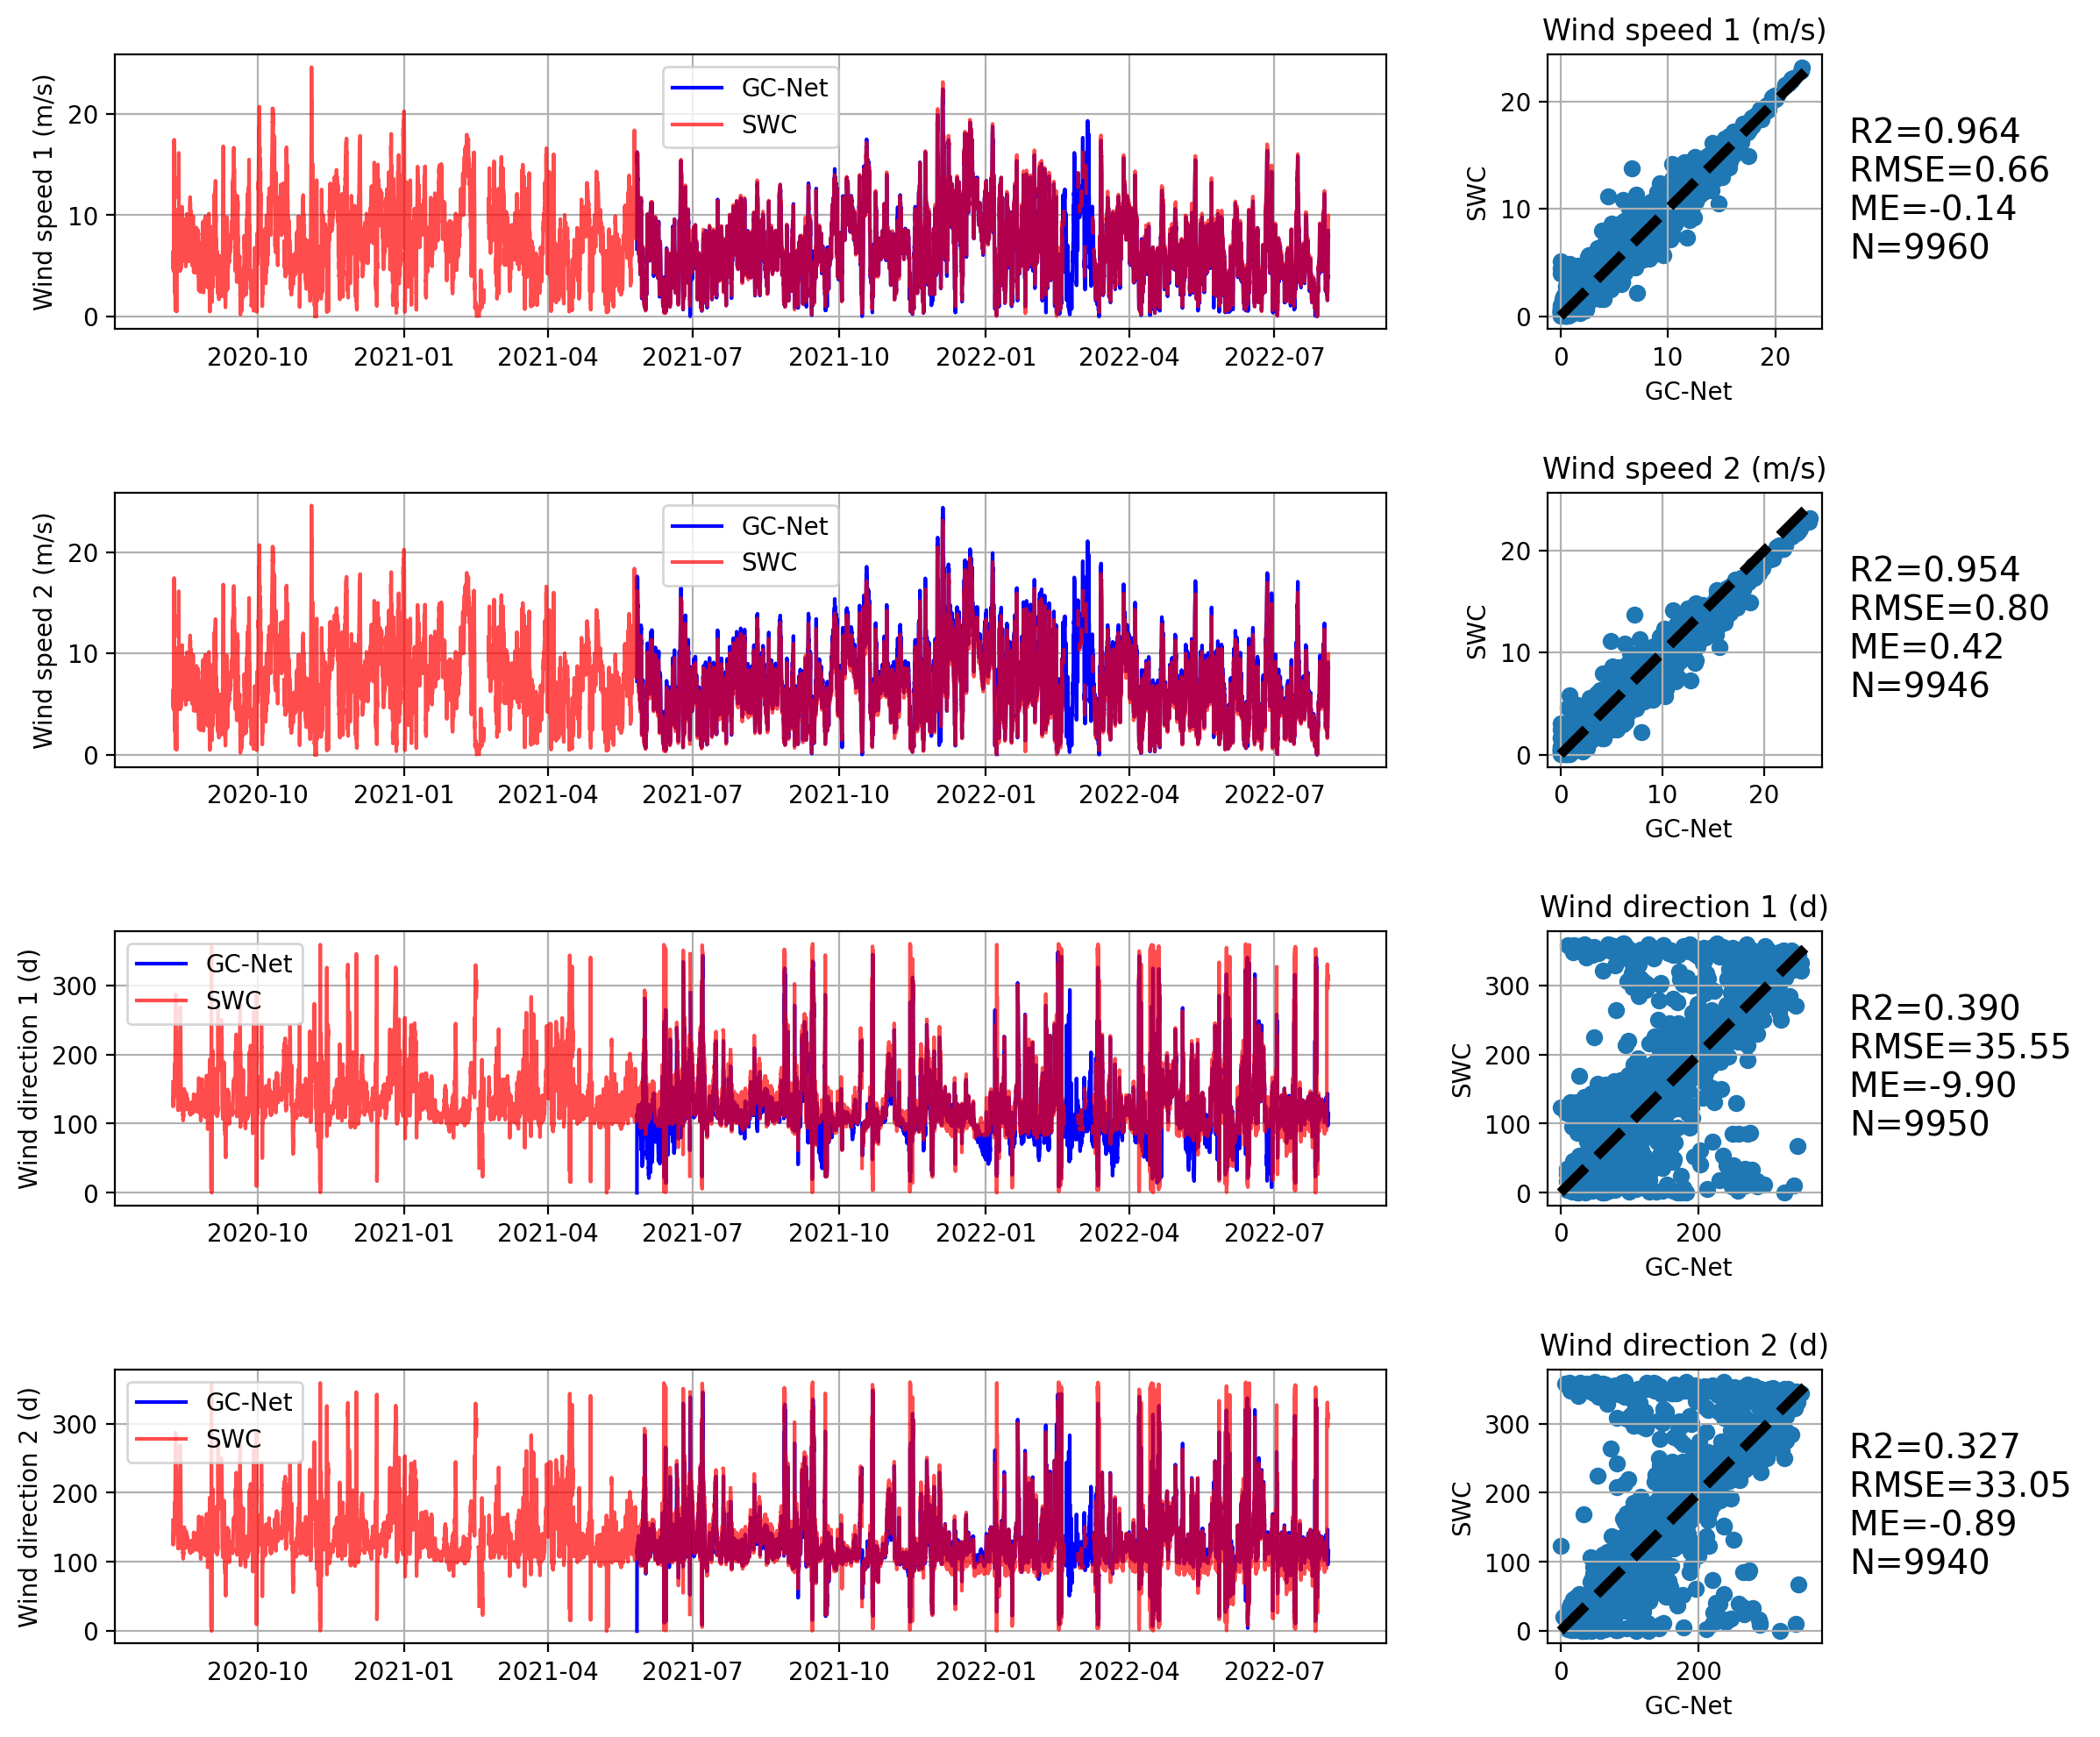 Wind speed 1 (m/s)
20
10
0
2020-10 2021-01 2021-04 2021-07 2021-10 2022-01 2022-04 2022-07
GC-Net
SWC
Wind speed 1 (m/s)
SWC
20
10
0
0 10 20
GC-Net
R2=0.964
RMSE=0.66
ME=-0.14
N=9960
Wind speed 2 (m/s)
20
10
0
2020-10 2021-01 2021-04 2021-07 2021-10 2022-01 2022-04 2022-07
GC-Net
SWC
Wind speed 2 (m/s)
SWC
20
10
0
0 10 20
GC-Net
R2=0.954
RMSE=0.80
ME=0.42
N=9946
Wind direction 1 (d)
300
200
100
0
2020-10 2021-01 2021-04 2021-07 2021-10 2022-01 2022-04 2022-07
GC-Net
SWC
Wind direction 1 (d)
SWC
300
200
100
0
0 200
GC-Net
R2=0.390
RMSE=35.55
ME=-9.90
N=9950
Wind direction 2 (d)
300
200
100
0
2020-10 2021-01 2021-04 2021-07 2021-10 2022-01 2022-04 2022-07
GC-Net
SWC
Wind direction 2 (d)
SWC
300
200
100
0
0 200
GC-Net
R2=0.327
RMSE=33.05
ME=-0.89
N=9940